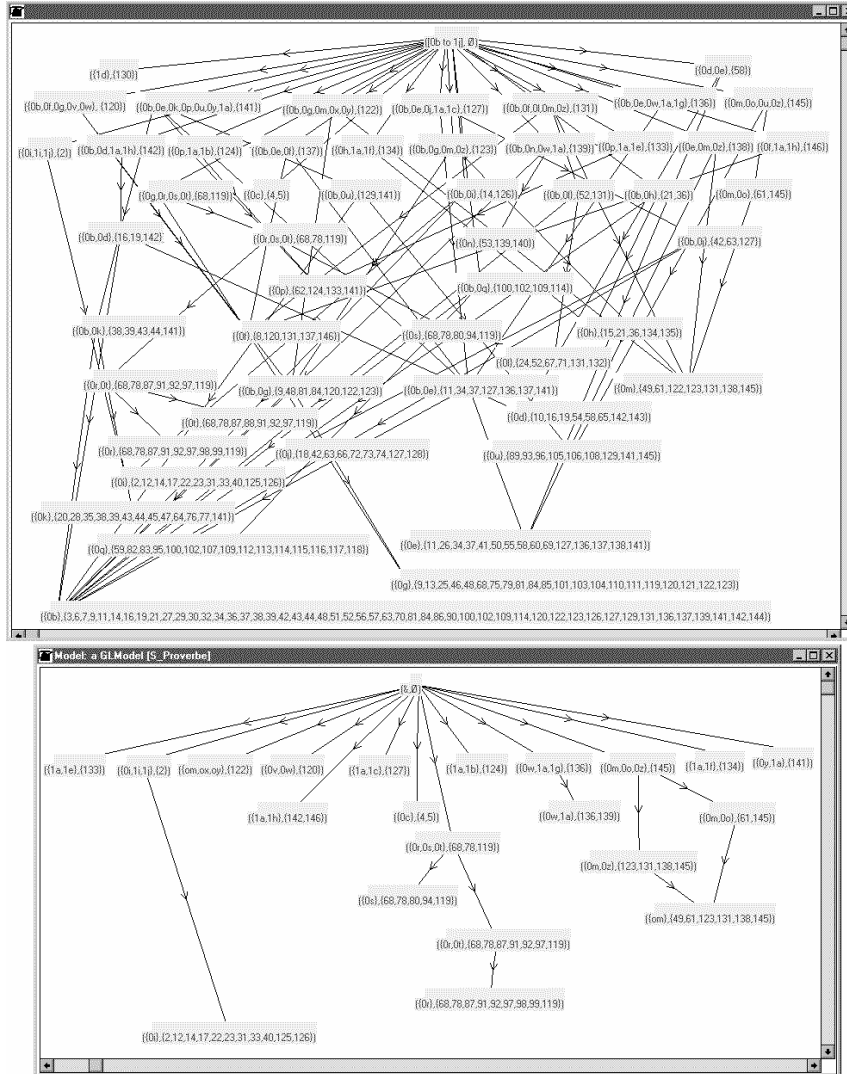 ({[0b to 1j], Ø)
({1d},{130})
({0d,0e},{58})
({0b,0f,0g,0v,0w}, {120})
({0b,0e,0k,0p,0u,0y,1a},{141})
({0b,0g,0m,0x,0y},{122})
({0b,0e,0j,1a,1c},{127})
({0b,0f,0l,0m,0z},{131})
({0b,0e,0w,1a,1g},{136})
({0m,0o,0u,0z},{145})
({0i,1i,1j},{2})
({0b,0d,1a,1h},{142})
({0p,1a,1b},{124})
({0b,0e,0t},{137})
({0h,1a,1f},{134})
({0b,0g,0m,0z},{123})
({0b,0n,0w,1a},{139})
({0p,1a,1e},{133})
({0e,0m,0z},{138})
({0f,1a,1h},{146})
({0g,0r,0s,0t},{68,119})
({0c},{4,5})
({0b,0u},{129,141})
({0b,0i},{14,126})
({0b,0l},{52,131})
({0b,0h},{21,36})
({0m,0o},{61,145})
({0b,0d},{16,19,142}
({0r,0s,0t},{68,78,119})
({0n},{53,139,140})
({0b,0j},{42,63,127})
({0p},{62,124,133,141})
({0b,0q},{100,102,109,114})
({0b,0k},{38,39,43,44,141})
({0f},{8,120,131,137,146})
({0s},{68,78,80,94,119})
({0h},{15,21,36,134,135})
({0l},{24,52,67,71,131,132})
({0r,0t},{68,78,87,91,92,97,119})
({0b,0g},{9,48,81,84,120,122,123})
({0b,0e},{11,34,37,127,136,137,141})
({0m},{49,61,122,123,131,138,145})
({0t},{68,78,87,88,91,92,97,119})
({0d},{10,16,19,54,58,65,142,143})
({0r},{68,78,87,91,92,97,98,99,119})
({0j},{18,42,63,66,72,73,74,127,128})
({0u},{89,93,96,105,106,108,129,141,145})
({0i},{2,12,14,17,22,23,31,33,40,125,126})
({0k},{20,28,35,38,39,43,44,45,47,64,76,77,141})
({0q},{59,82,83,95,100,102,107,109,112,113,114,115,116,117,118})
({0e},{11,26,34,37,41,50,55,58,60,69,127,136,137,138,141})
({0g},{9,13,25,46,48,68,75,79,81,84,85,101,103,104,110,111,119,120,121,122,123})
({0b},{3,6,7,9,11,14,16,19,21,27,29,30,32,34,36,37,38,39,42,43,44,48,51,52,56,57,63,70,81,84,86,90,100,102,109,114,120,122,123,126,127,129,131,136,137,139,141,142,144})
Model: a GLModel [S_Proverbe]
(&,Ø)
({1a,1e},{133})
({0i,1i,1j},{2})
({om,ox,oy},{122})
({0v,0w},{120})
({1a,1c},{127})
({1a,1b},{124})
({0w,1a,1g},{136})
({0m,0o,0z},{145})
({1a,1f},{134})
({0y,1a},{141})
({1a,1h},{142,146})
({0c},{4,5})
({0w,1a},{136,139})
({0m,0o},{61,145})
({0r,0s,0t},{68,78,119})
({0m,0z},{123,131,138,145})
({0s},{68,78,80,94,119})
({om},{49,61,123,131,138,145})
({0r,0t},{68,78,87,91,92,97,119})
({0r},{68,78,87,91,92,97,98,99,119})
({0i},{2,12,14,17,22,23,31,33,40,125,126})